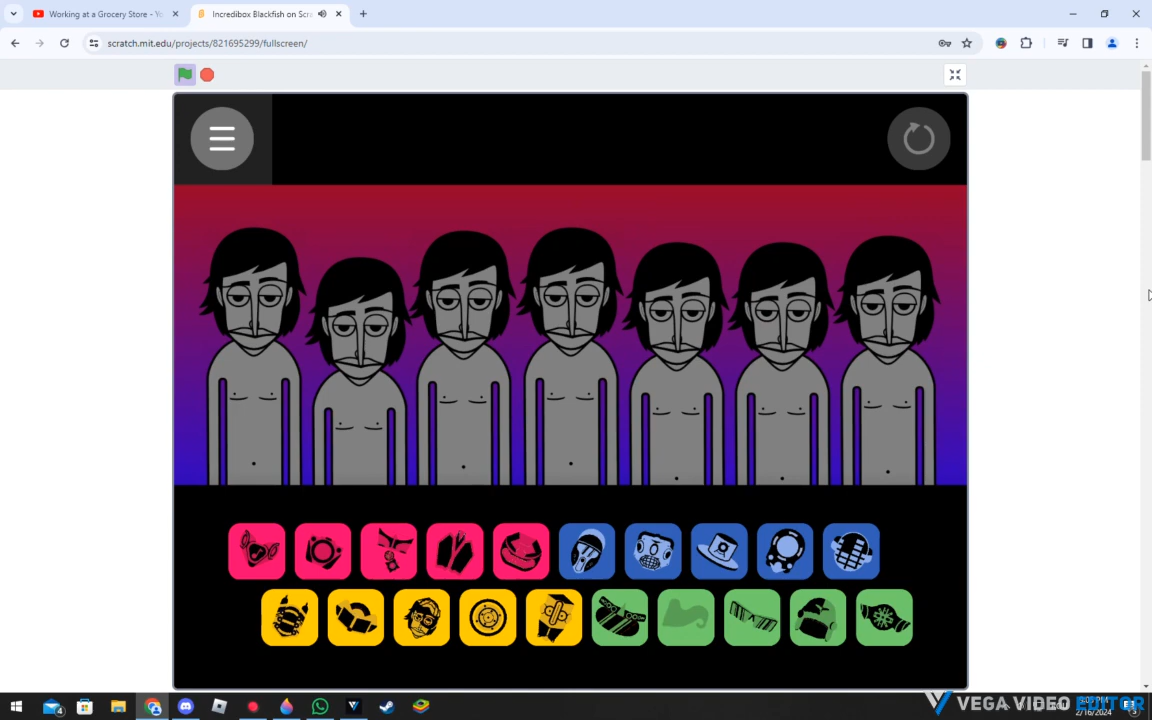 Working at a Grocery Store - Yo
Incredibox Blackfish on Scra
scratch.mit.edu/projects/821695299/fullscreen/
2/16/2024
VEGA VIDEO EDITOR